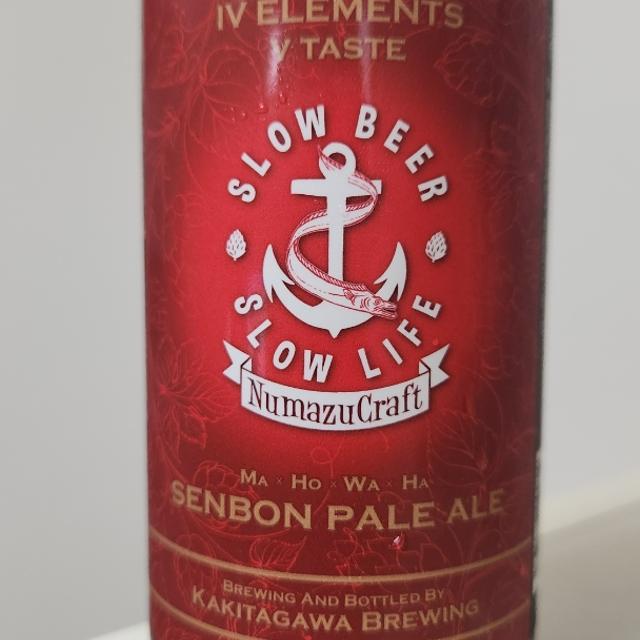 IV ELEMENTS
V TASTE
SLOW BEER
SLOW LIFE
NumazuCraft
Ma × Ho × Wa × Ha
SENBON PALE ALE
Brewing And Bottled By
Kakitagawa Brewing